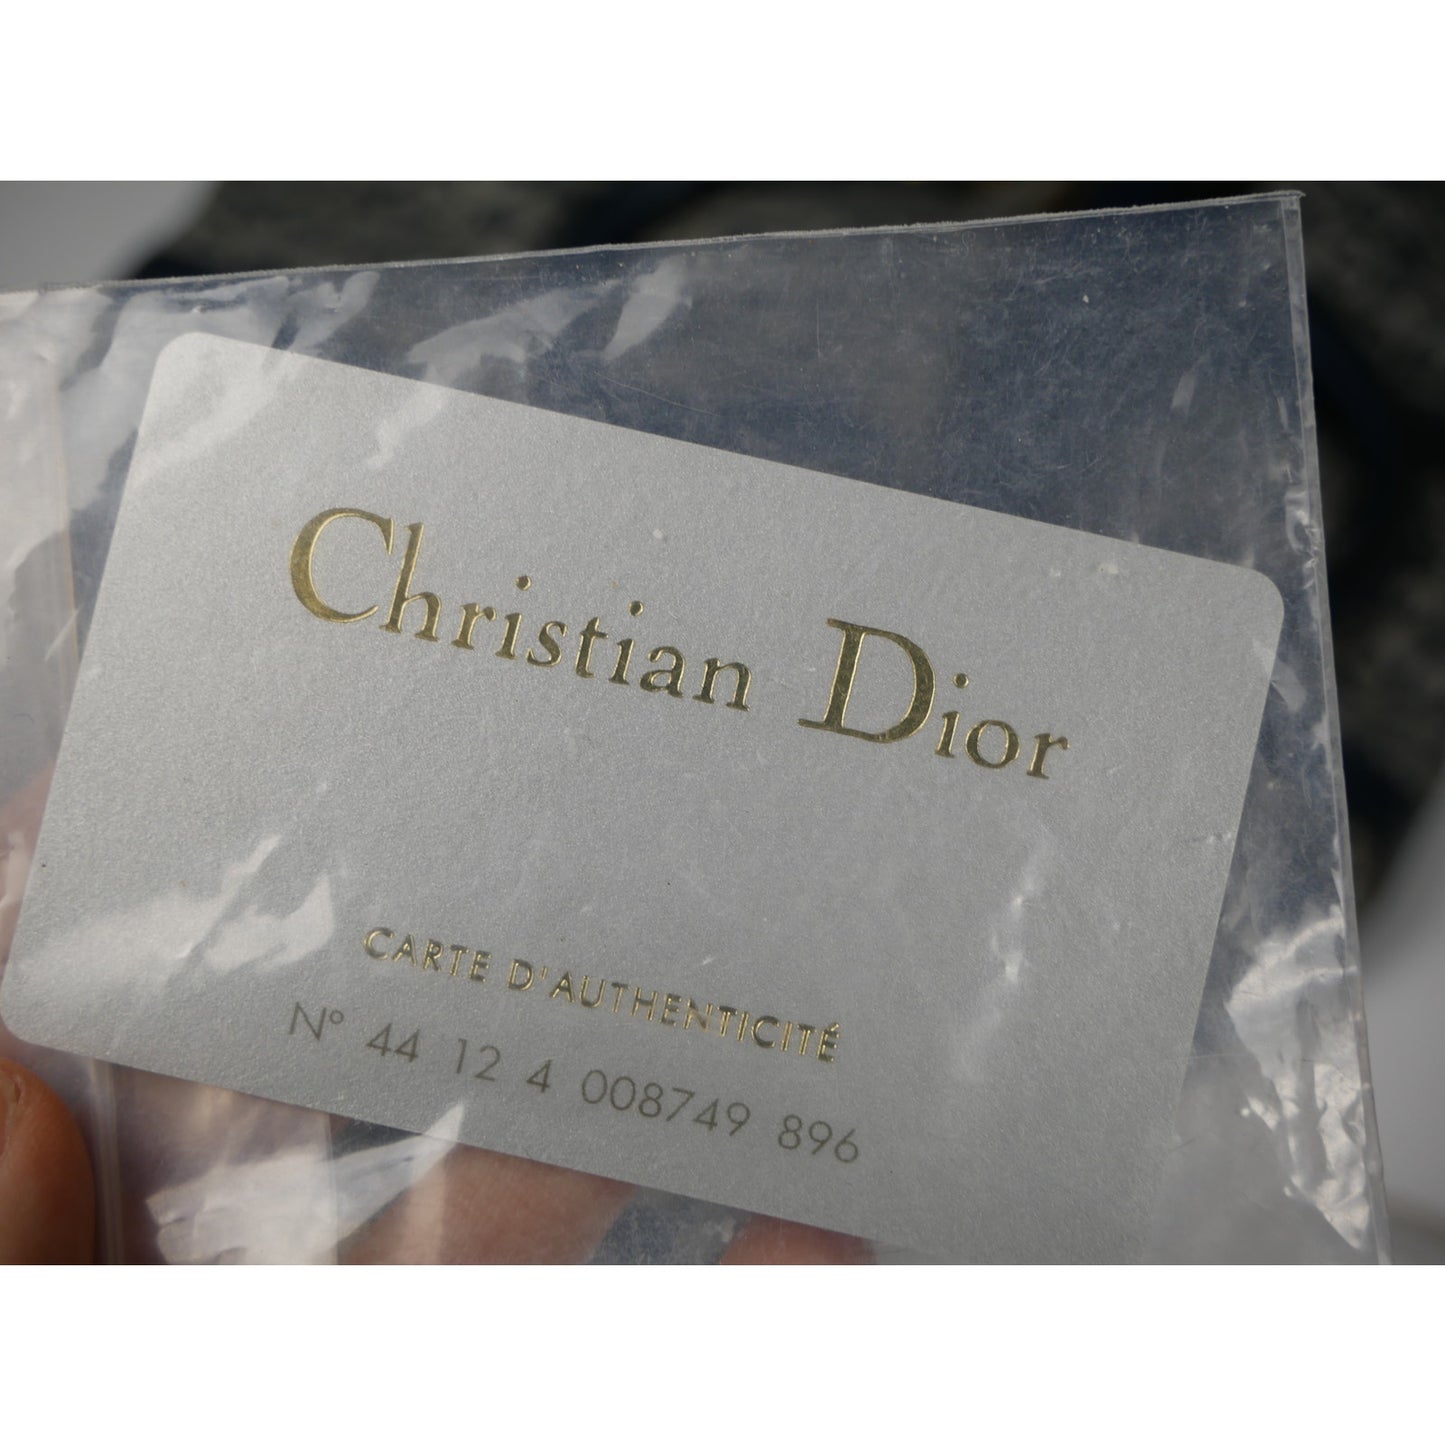 Christian Dior
CARTE D'AUTHENTICITÉ
N° 44 12 4 008749 896